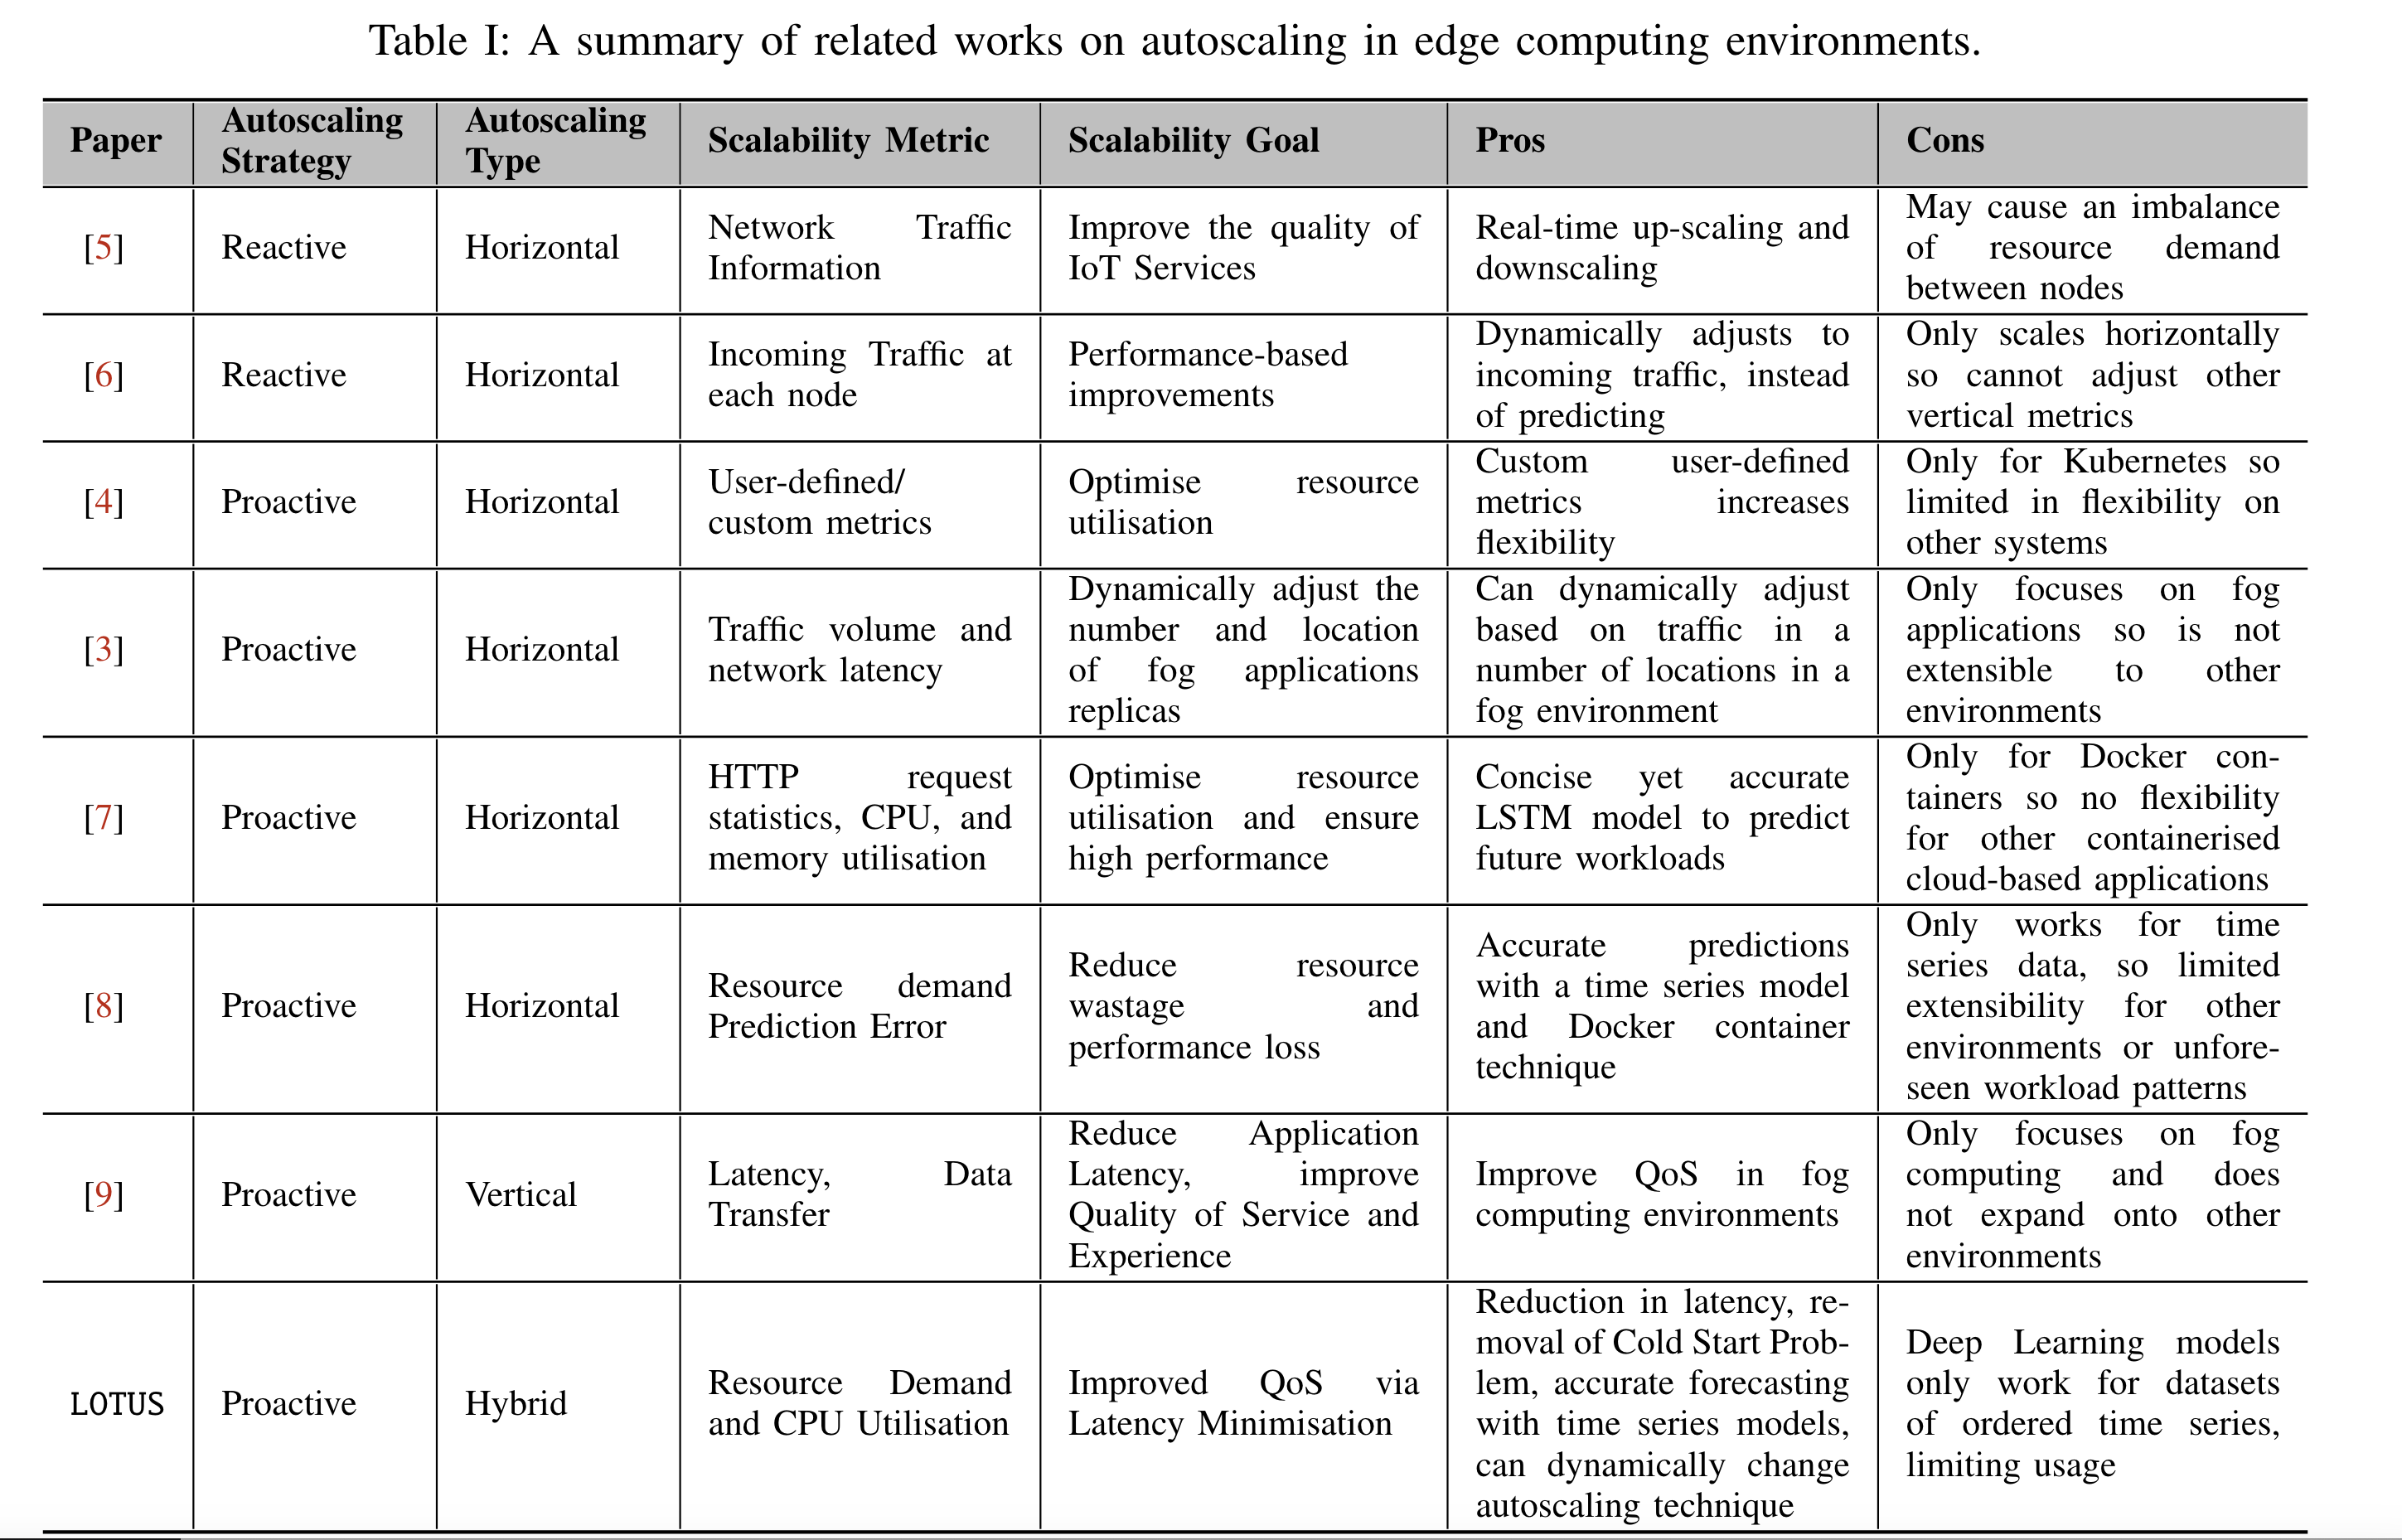 Table I: A summary of related works on autoscaling in edge computing environments.
Paper
Autoscaling
Strategy
Autoscaling
Type
Scalability Metric
Scalability Goal
Pros
Cons
[5]
Reactive
Horizontal
Network Traffic
Information
Improve the quality of
IoT Services
Real-time up-scaling and
downscaling
May cause an imbalance
of resource demand
between nodes
[6]
Reactive
Horizontal
Incoming Traffic at
each node
Performance-based
improvements
Dynamically adjusts to
incoming traffic, instead
of predicting
Only scales horizontally
so cannot adjust other
vertical metrics
[4]
Proactive
Horizontal
User-defined/
custom metrics
Optimise resource
utilisation
Custom user-defined
metrics increases
flexibility
Only for Kubernetes so
limited in flexibility on
other systems
[3]
Proactive
Horizontal
Traffic volume and
network latency
Dynamically adjust the
number and location
of fog applications
replicas
Can dynamically adjust
based on traffic in a
number of locations in a
fog environment
Only focuses on fog
applications so is not
extensible to other
environments
[7]
Proactive
Horizontal
HTTP request
statistics, CPU, and
memory utilisation
Optimise resource
utilisation and ensure
high performance
Concise yet accurate
LSTM model to predict
future workloads
Only for Docker con-
tainers so no flexibility
for other containerised
cloud-based applications
[8]
Proactive
Horizontal
Resource demand
Prediction Error
Reduce resource
wastage and
performance loss
Accurate predictions
with a time series model
and Docker container
technique
Only works for time
series data, so limited
extensibility for other
environments or unfore-
seen workload patterns
[9]
Proactive
Vertical
Latency, Data
Transfer
Reduce Application
Latency, improve
Quality of Service and
Experience
Improve QoS in fog
computing environments
Only focuses on fog
computing and does
not expand onto other
environments
LOTUS
Proactive
Hybrid
Resource Demand
and CPU Utilisation
Improved QoS via
Latency Minimisation
Reduction in latency, re-
moval of Cold Start Prob-
lem, accurate forecasting
with time series models,
can dynamically change
autoscaling technique
Deep Learning models
only work for datasets
of ordered time series,
limiting usage